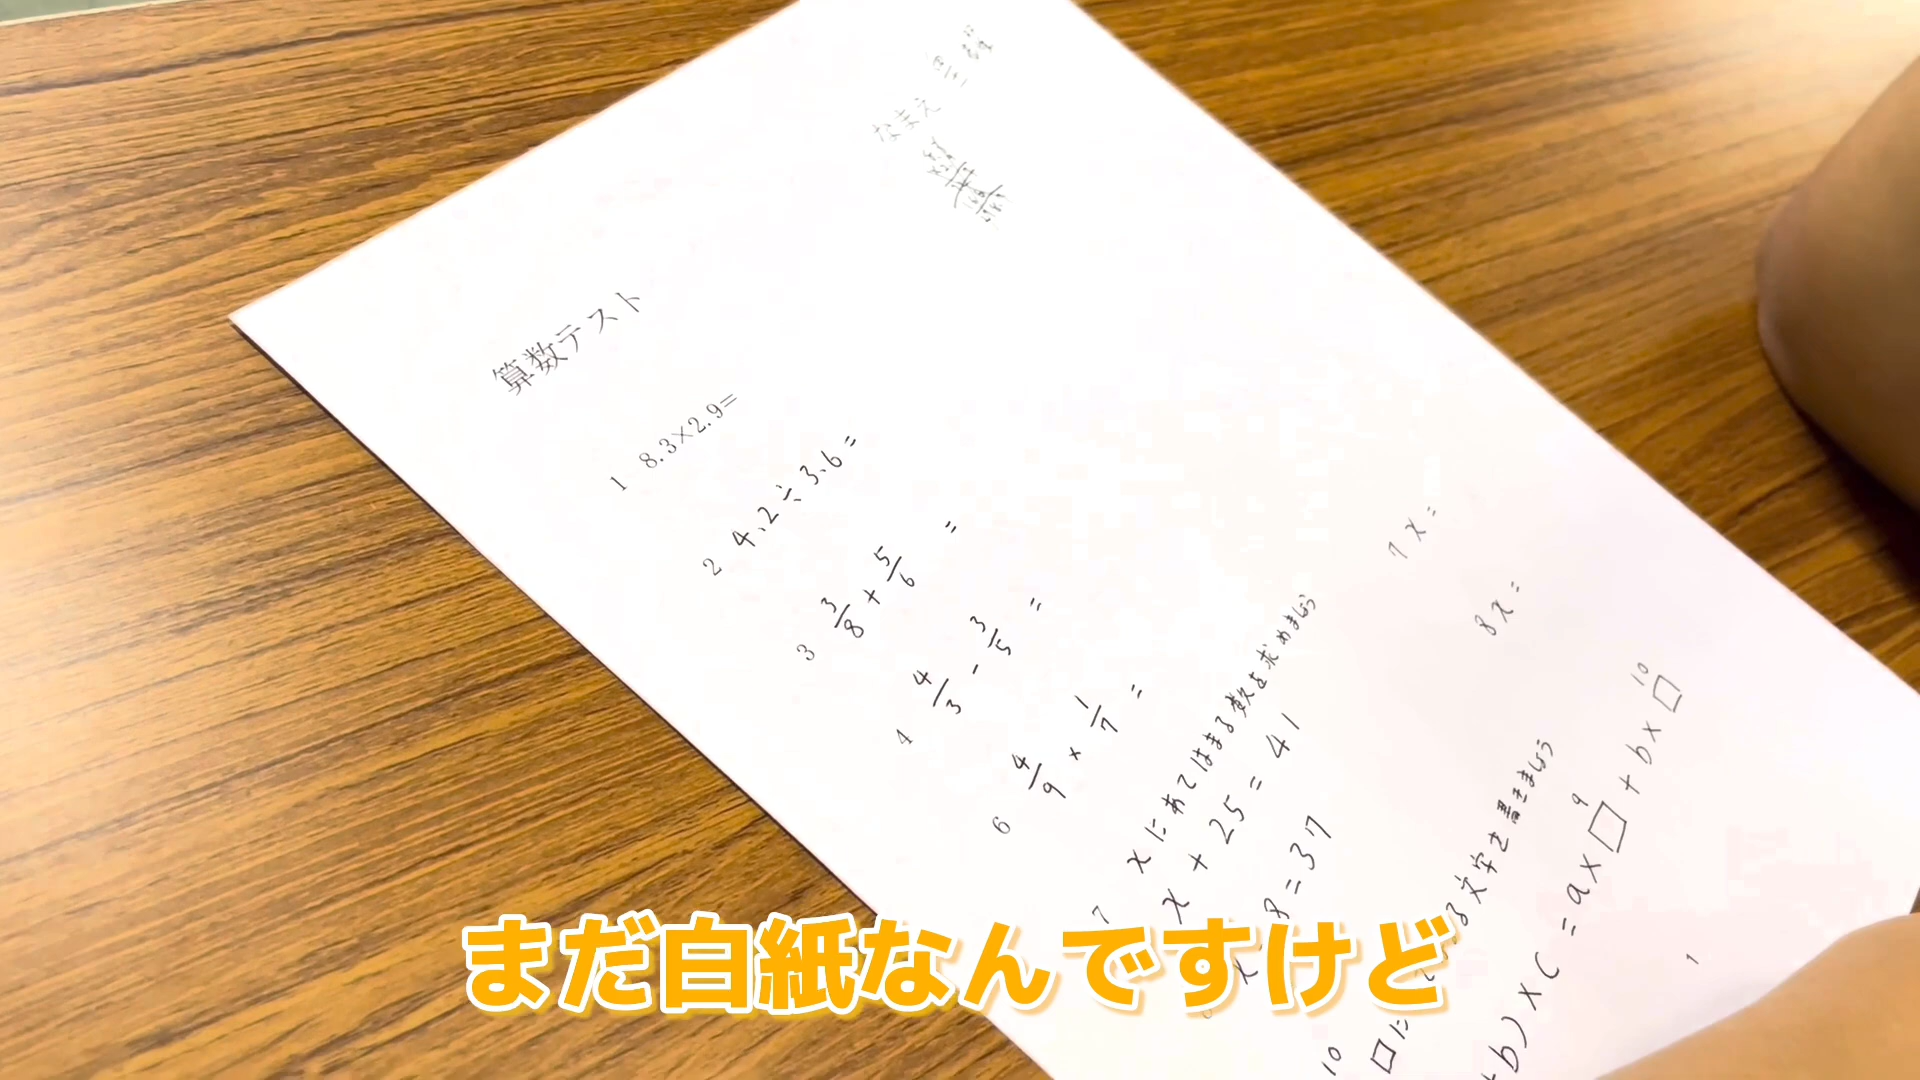 なまえ
算数テスト
1 8.3×2.9=
2 4.2÷3.6=
3 3/8 + 5/6 =
4 4/3 - 3/5 =
6 4/9 × 1/7 =
7 xにあてはまる数を求めましょう
x + 25 = 41
8=37
7 x=
8 x=
10 □に
る文字を書きましょう
+b)×C = a×□+b×□
9
10
1
まだ白紙なんですけど